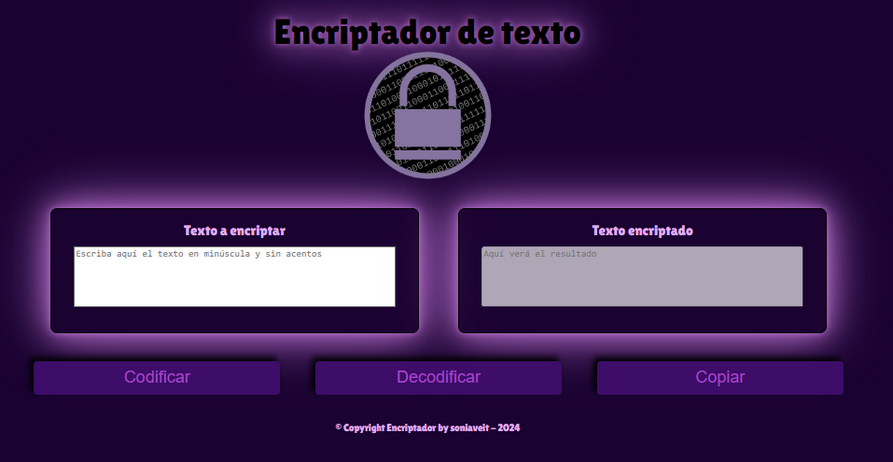 Encriptador de texto
Texto a encriptar
Escriba aquí el texto en minúscula y sin acentos
Texto encriptado
Aquí verá el resultado
Codificar
Decodificar
Copiar
© Copyright Encriptador by soniaveit - 2024